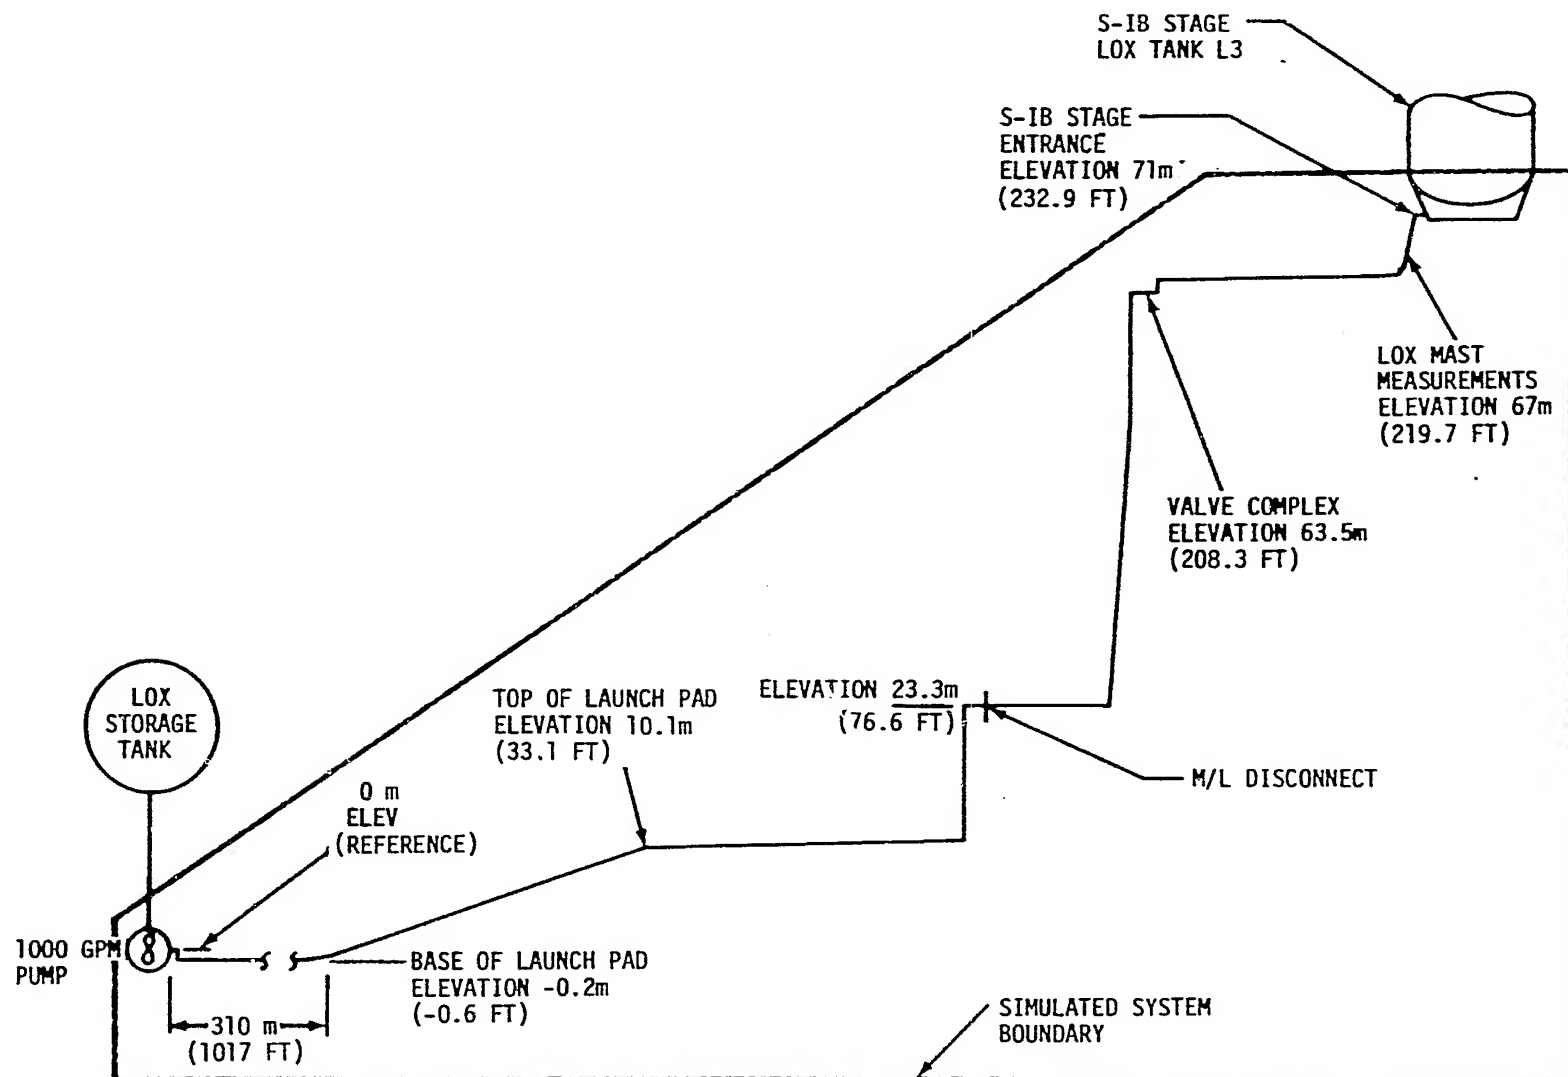 S-IB STAGE
LOX TANK L3
S-IB STAGE
ENTRANCE
ELEVATION 71m
(232.9 FT)
LOX MAST
MEASUREMENTS
ELEVATION 67m
(219.7 FT)
VALVE COMPLEX
ELEVATION 63.5m
(208.3 FT)
LOX
STORAGE
TANK
TOP OF LAUNCH PAD
ELEVATION 10.1m
(33.1 FT)
ELEVATION 23.3m
(76.6 FT)
M/L DISCONNECT
0 m
ELEV
(REFERENCE)
1000 GPM
PUMP
8
BASE OF LAUNCH PAD
ELEVATION -0.2m
(-0.6 FT)
310 m
(1017 FT)
SIMULATED SYSTEM
BOUNDARY